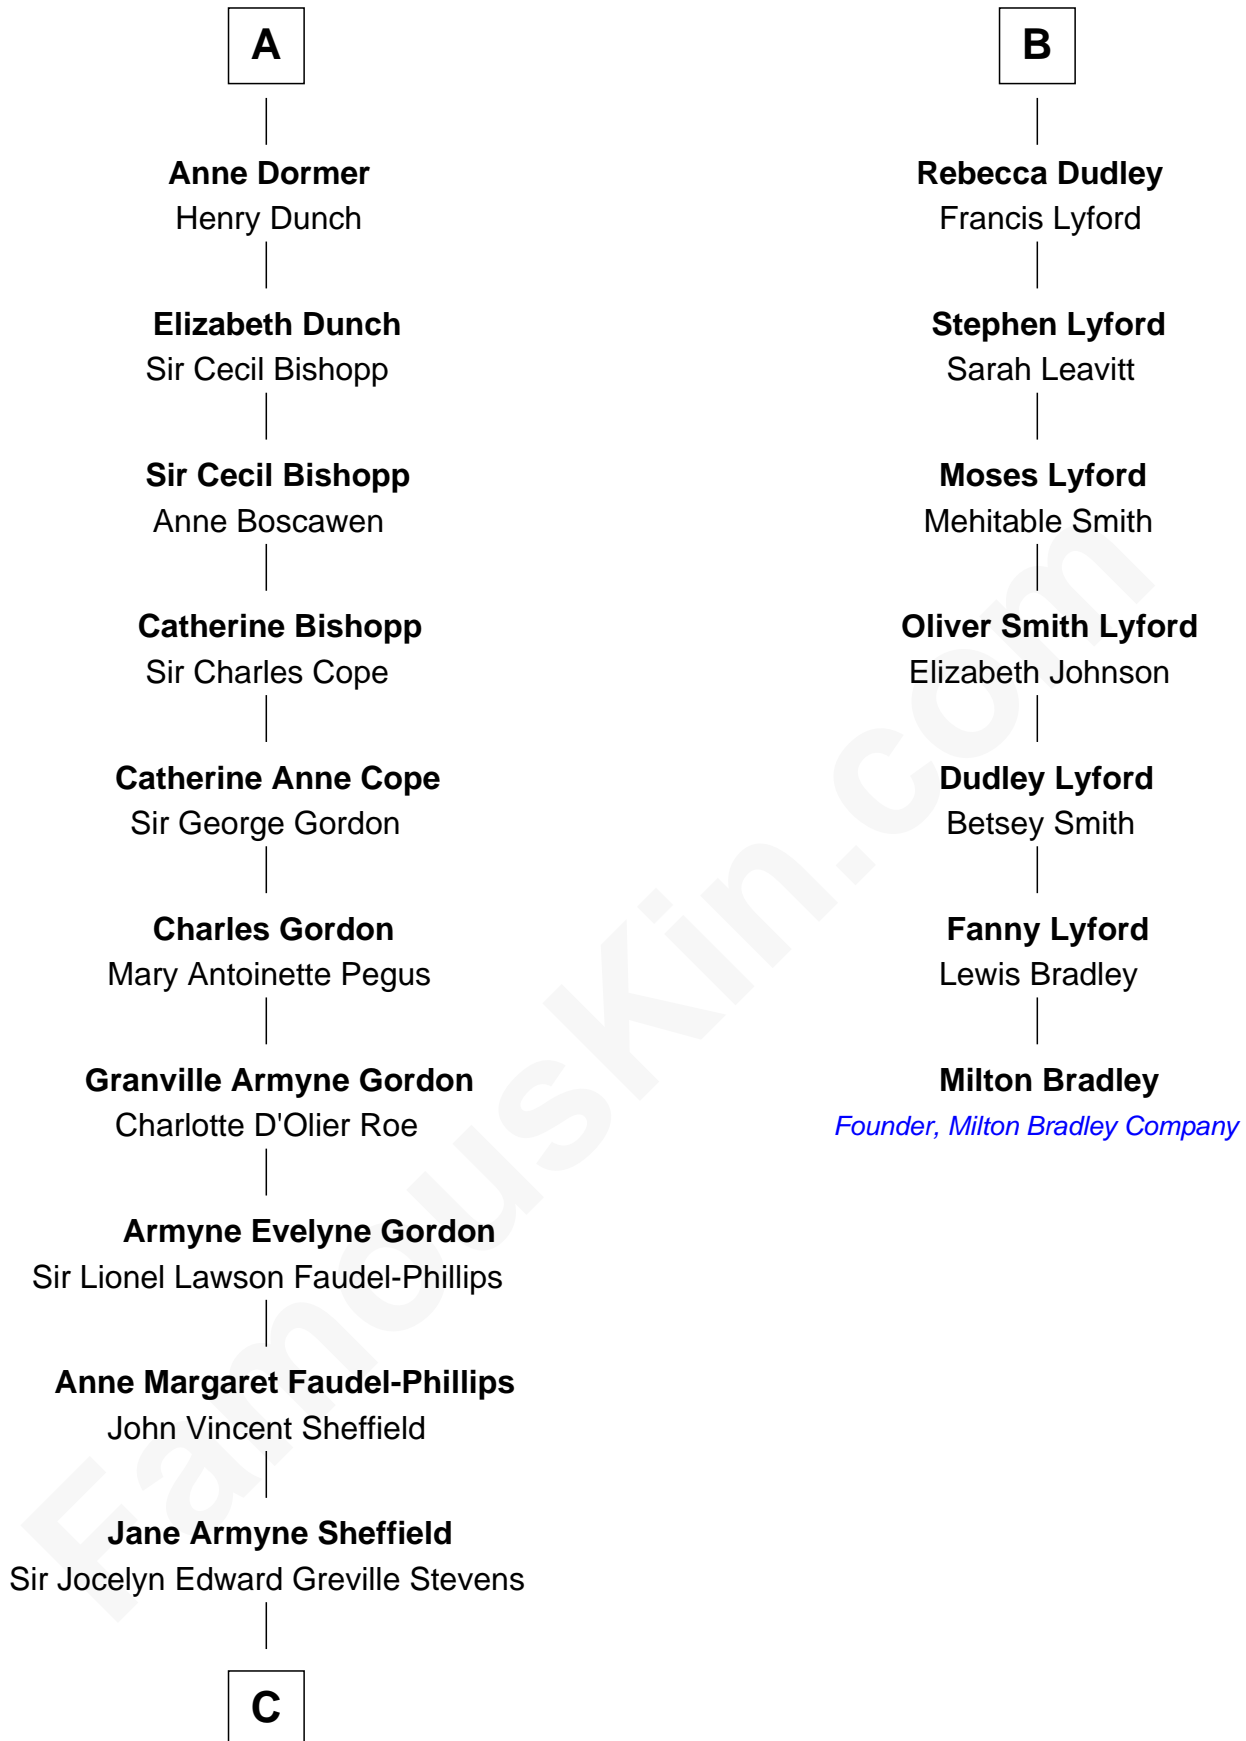 A
Anne Dormer
Henry Dunch
Elizabeth Dunch
Sir Cecil Bishopp
Sir Cecil Bishopp
Anne Boscawen
Catherine Bishopp
Sir Charles Cope
Catherine Anne Cope
Sir George Gordon
Charles Gordon
Mary Antoinette Pegus
Granville Armyne Gordon
Charlotte D'Olier Roe
Armyne Evelyne Gordon
Sir Lionel Lawson Faudel-Phillips
Anne Margaret Faudel-Phillips
John Vincent Sheffield
Jane Armyne Sheffield
Sir Jocelyn Edward Greville Stevens
C
B
Rebecca Dudley
Francis Lyford
Stephen Lyford
Sarah Leavitt
Moses Lyford
Mehitable Smith
Oliver Smith Lyford
Elizabeth Johnson
Dudley Lyford
Betsey Smith
Fanny Lyford
Lewis Bradley
Milton Bradley
Founder, Milton Bradley Company
FamousKin.com